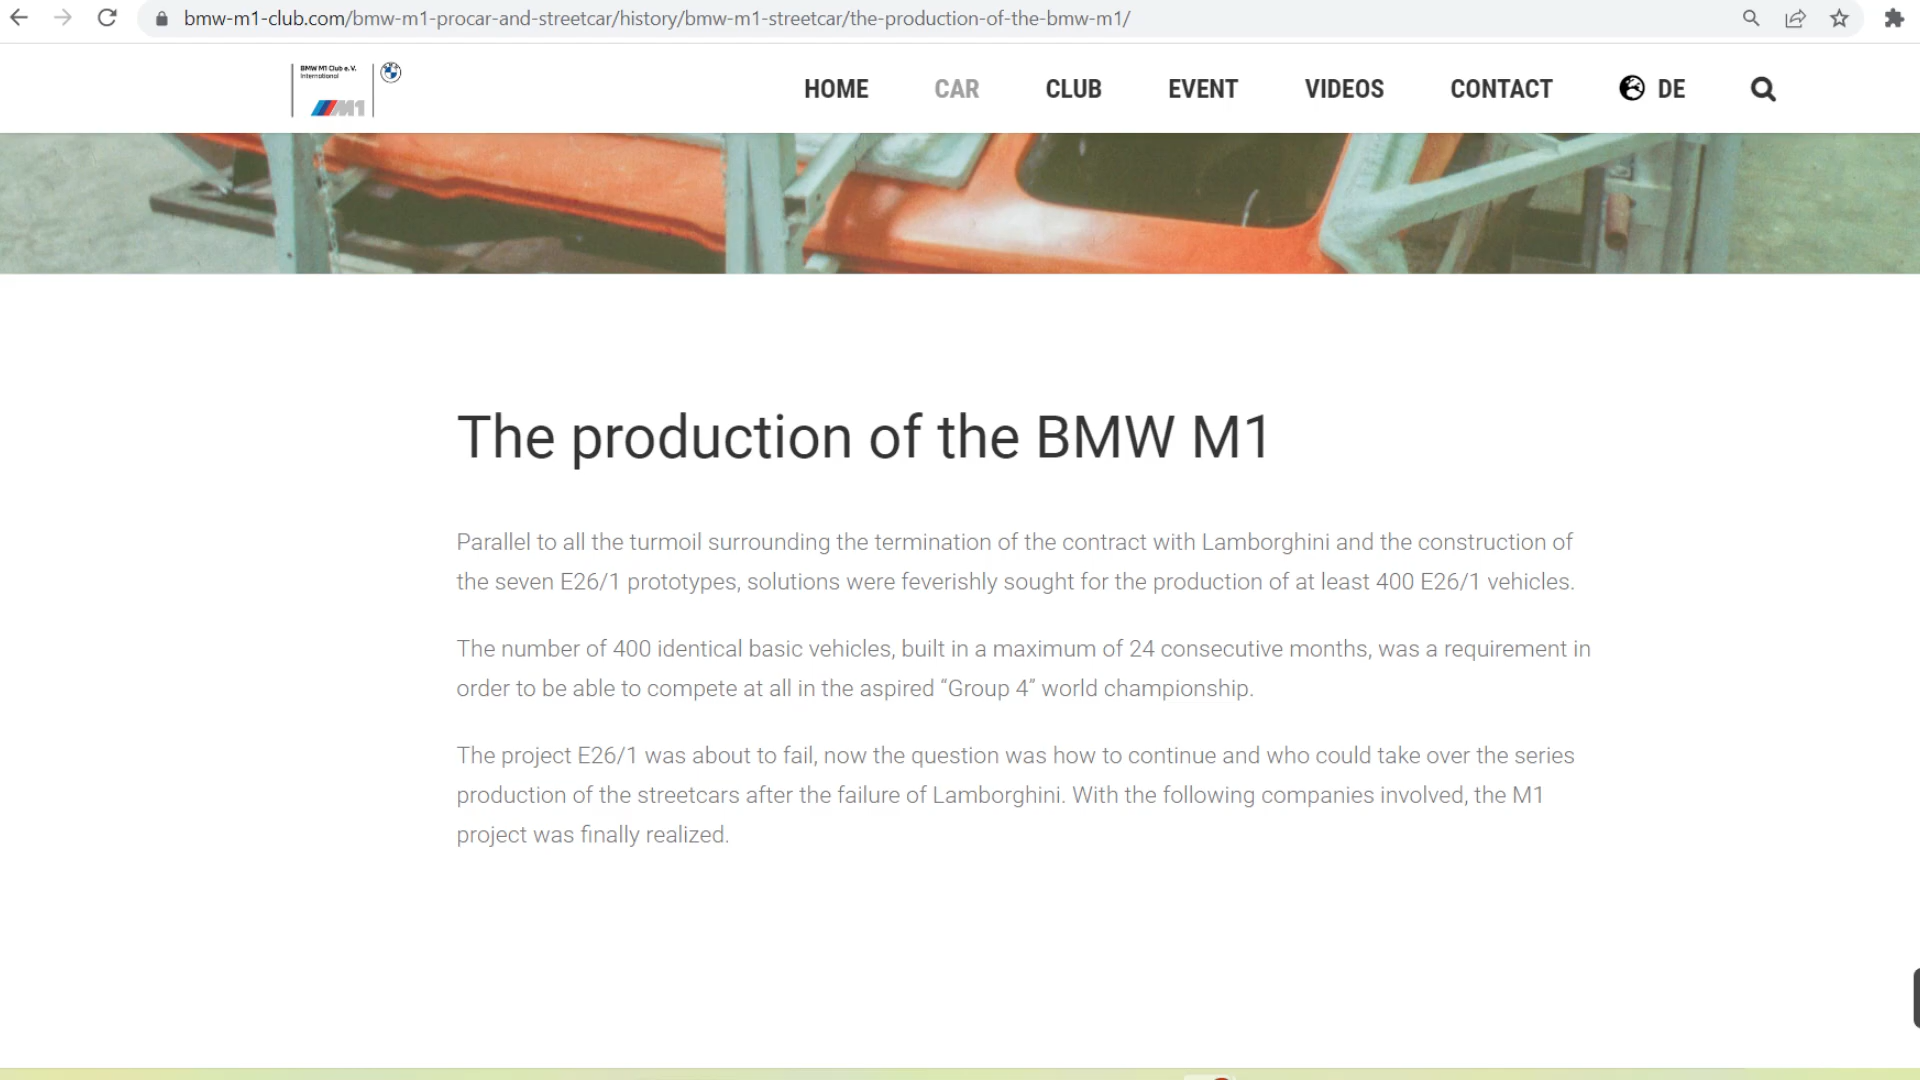 bmw-m1-club.com/bmw-m1-procar-and-streetcar/history/bmw-m1-streetcar/the-production-of-the-bmw-m1/
BMW M1 Club e.V.
International
M1
HOME CAR CLUB EVENT VIDEOS CONTACT DE
The production of the BMW M1
Parallel to all the turmoil surrounding the termination of the contract with Lamborghini and the construction of
the seven E26/1 prototypes, solutions were feverishly sought for the production of at least 400 E26/1 vehicles.
The number of 400 identical basic vehicles, built in a maximum of 24 consecutive months, was a requirement in
order to be able to compete at all in the aspired “Group 4” world championship.
The project E26/1 was about to fail, now the question was how to continue and who could take over the series
production of the streetcars after the failure of Lamborghini. With the following companies involved, the M1
project was finally realized.